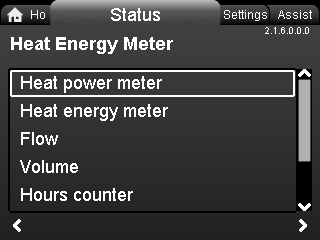 Ho Status Settings Assist
2.1.6.0.0.0
Heat Energy Meter
Heat power meter
Heat energy meter
Flow
Volume
Hours counter